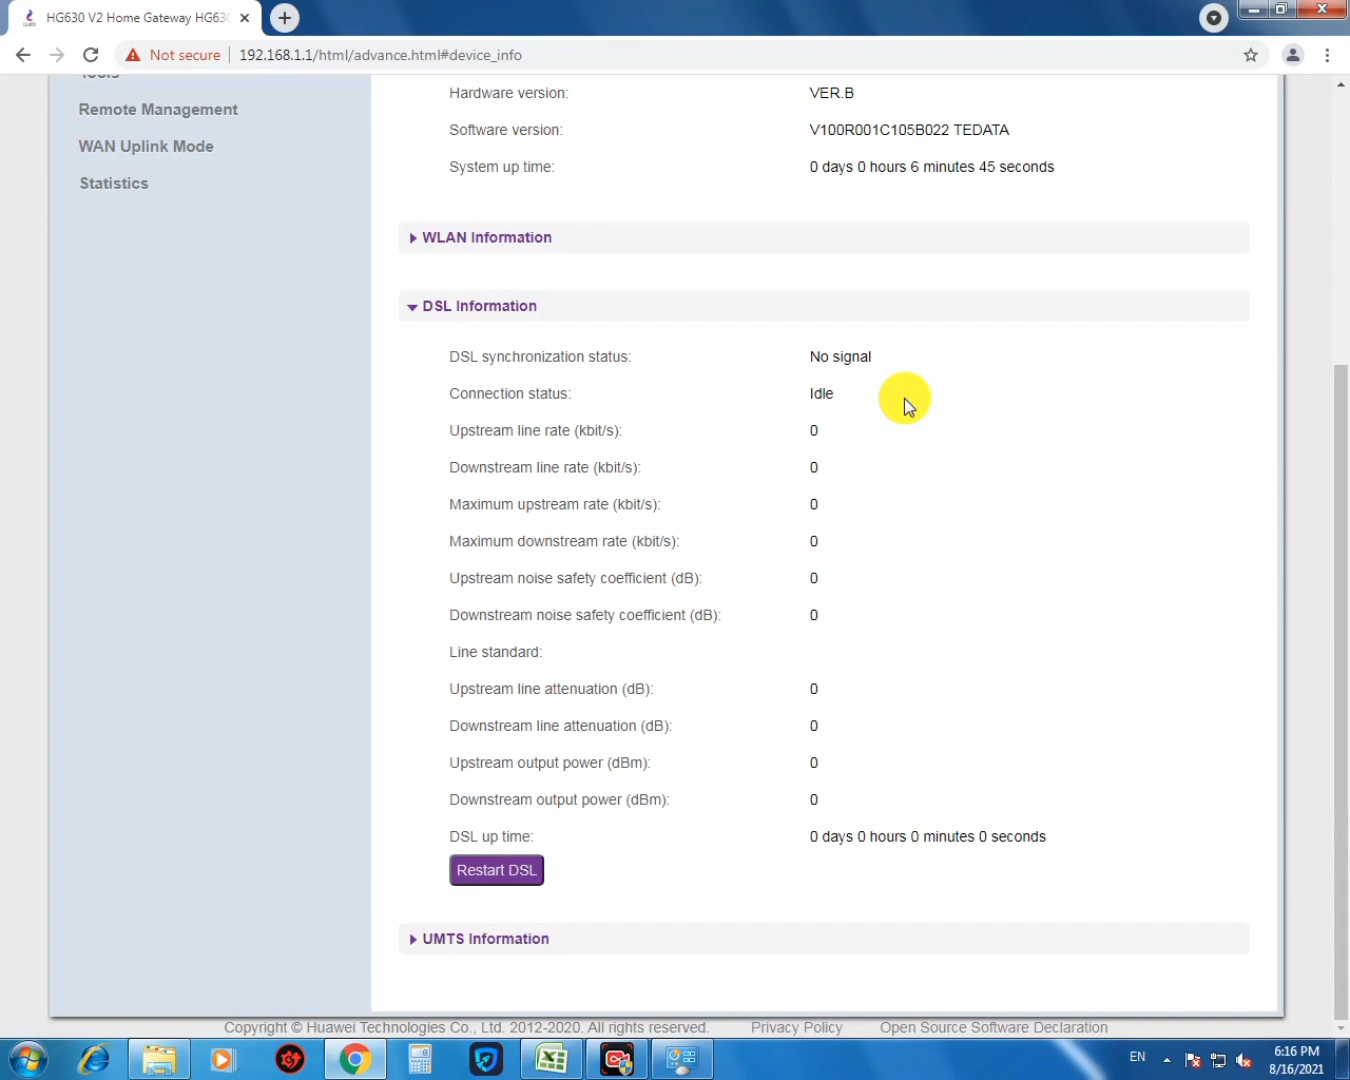 HG630 V2 Home Gateway HG630
Not secure 192.168.1.1/html/advance.html#device_info
Tools
Remote Management
WAN Uplink Mode
Statistics
Hardware version: VER.B
Software version: V100R001C105B022 TEDATA
System up time: 0 days 0 hours 6 minutes 45 seconds
WLAN Information
DSL Information
DSL synchronization status: No signal
Connection status: Idle
Upstream line rate (kbit/s): 0
Downstream line rate (kbit/s): 0
Maximum upstream rate (kbit/s): 0
Maximum downstream rate (kbit/s): 0
Upstream noise safety coefficient (dB): 0
Downstream noise safety coefficient (dB): 0
Line standard:
Upstream line attenuation (dB): 0
Downstream line attenuation (dB): 0
Upstream output power (dBm): 0
Downstream output power (dBm): 0
DSL up time: 0 days 0 hours 0 minutes 0 seconds
Restart DSL
UMTS Information
Copyright © Huawei Technologies Co., Ltd. 2012-2020. All rights reserved. Privacy Policy Open Source Software Declaration
EN 6:16 PM
8/16/2021